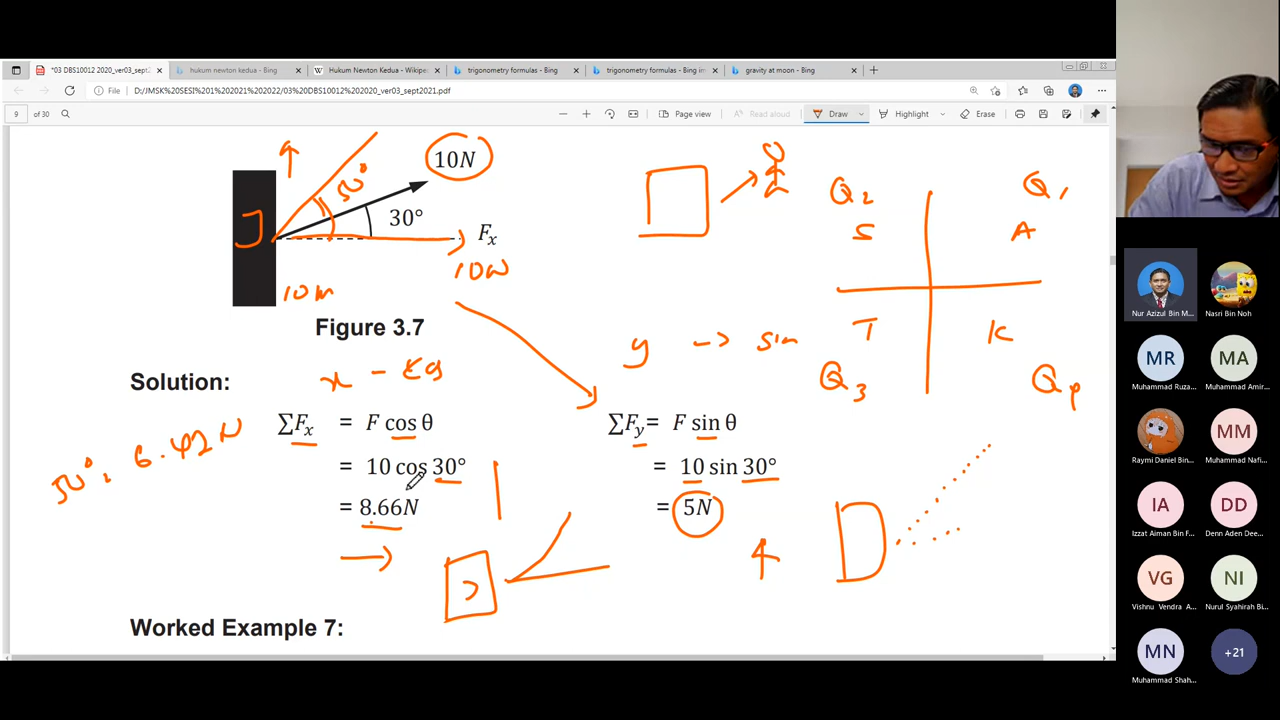 *03 DBS10012 2020_ver03_sept2
hukum newton kedua - Bing
Hukum Newton Kedua - Wikipe
trigonometry formulas - Bing
trigonometry formulas - Bing im
gravity at moon - Bing
File
D:/JMSK%20SESI%201%202021%202022/03%20DBS10012%202020_ver03_sept2021.pdf
9 of 30
Page view
Read aloud
Draw
Highlight
Erase
10N
50°
30°
Fx
10N
10m
J
Figure 3.7
Q2
Q1
S
A
T
K
Q3
Q4
y -> sin
Solution:
x - cos
50° : 6.42N
∑Fx = F cos θ
= 10 cos 30°
= 8.66N
∑Fy = F sin θ
= 10 sin 30°
= 5N
Worked Example 7:
Nur Azizul Bin M...
Nasri Bin Noh
MR
Muhammad Ruza...
MA
Muhammad Amir...
Raymi Daniel Bin...
MM
Muhammad Nafi...
IA
Izzat Aiman Bin F...
DD
Denn Aden Dee...
VG
Vishnu Vendra A...
NI
Nurul Syahirah Bi...
MN
Muhammad Shah...
+21